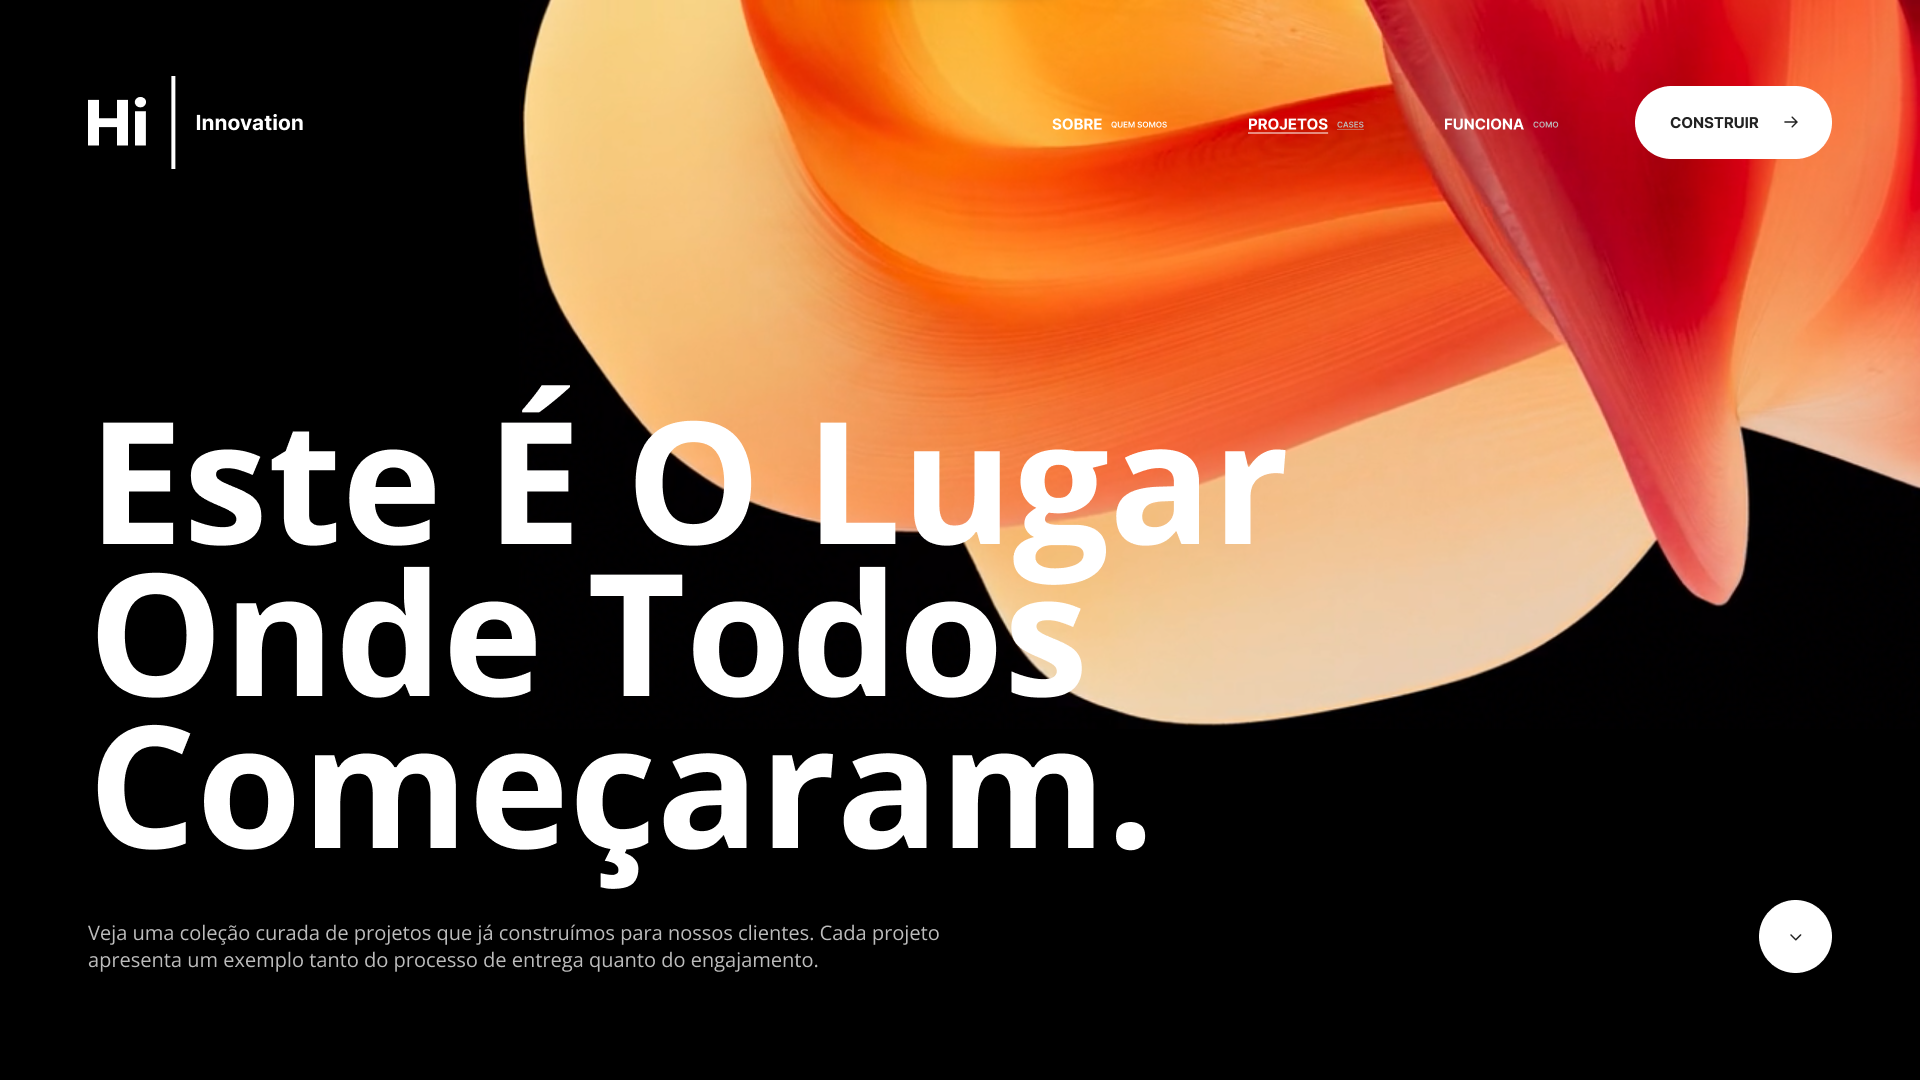 Hi Innovation
SOBRE QUEM SOMOS PROJETOS CASES FUNCIONA COMO CONSTRUIR →
Este É O Lugar
Onde Todos
Começaram.
Veja uma coleção curada de projetos que já construímos para nossos clientes. Cada projeto
apresenta um exemplo tanto do processo de entrega quanto do engajamento.